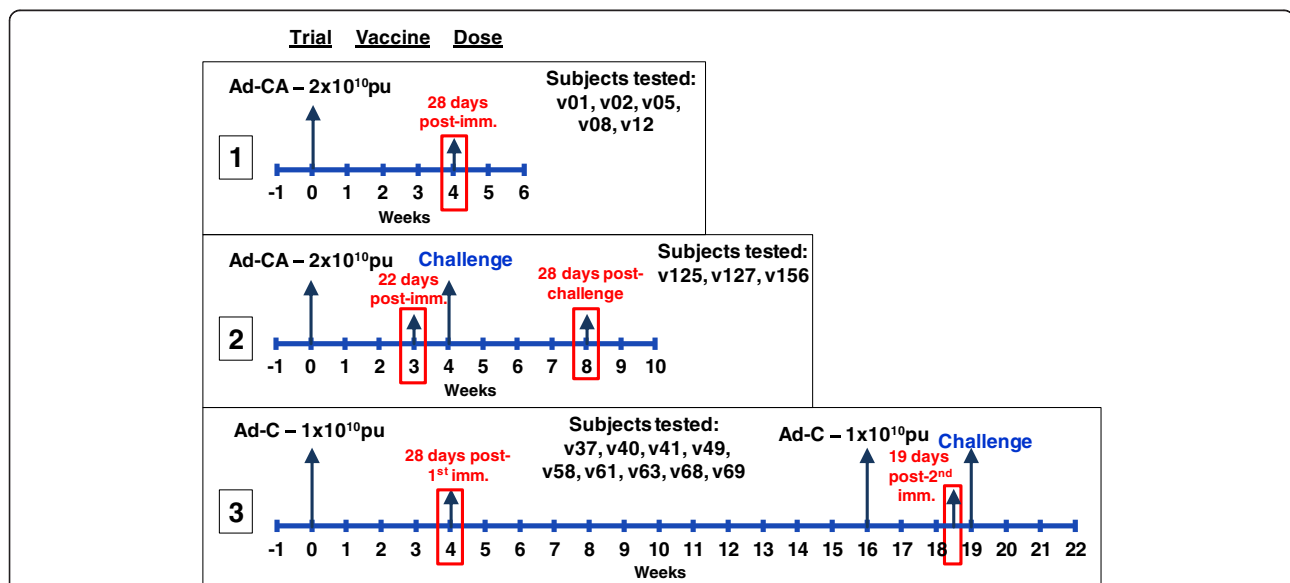 Trial Vaccine Dose
Ad-CA – 2x10¹⁰pu
Subjects tested:
v01, v02, v05,
v08, v12
28 days
post-imm.
1
-1 0 1 2 3 4 5 6
Weeks
Ad-CA – 2x10¹⁰pu
Challenge
Subjects tested:
v125, v127, v156
22 days
post-imm.
28 days post-
challenge
2
-1 0 1 2 3 4 5 6 7 8 9 10
Weeks
Ad-C – 1x10¹⁰pu
Subjects tested:
v37, v40, v41, v49,
v58, v61, v63, v68, v69
Ad-C – 1x10¹⁰pu
Challenge
28 days post-
1st imm.
19 days
post-2nd
imm.
3
-1 0 1 2 3 4 5 6 7 8 9 10 11 12 13 14 15 16 17 18 19 20 21 22
Weeks